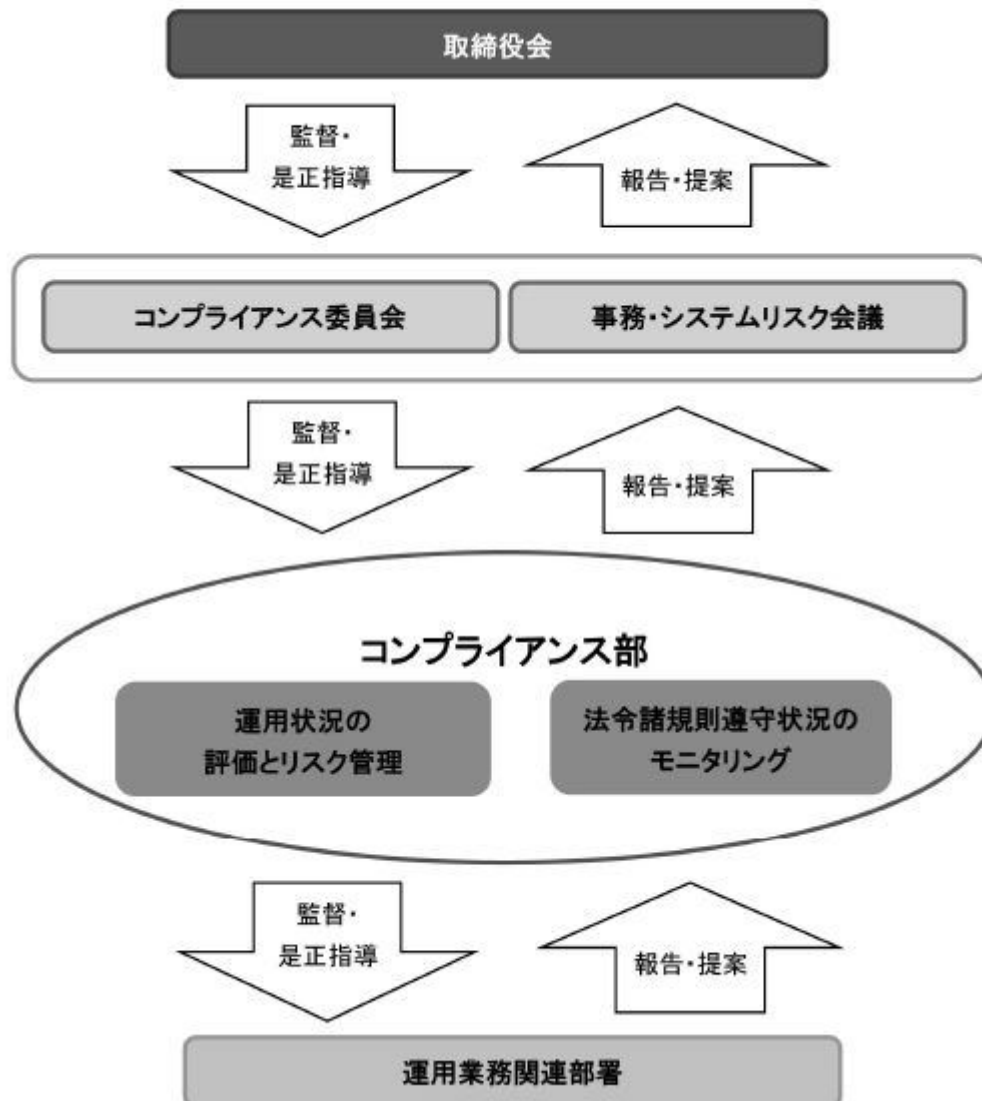 取締役会
監督・
是正指導
報告・提案
コンプライアンス委員会
事務・システムリスク会議
監督・
是正指導
報告・提案
コンプライアンス部
運用状況の
評価とリスク管理
法令諸規則遵守状況の
モニタリング
監督・
是正指導
報告・提案
運用業務関連部署